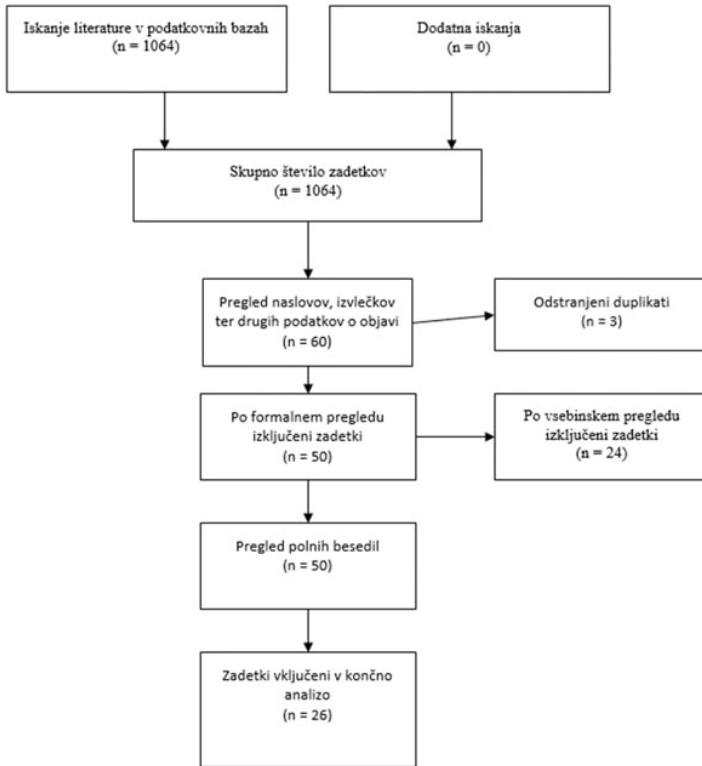 Iskanje literature v podatkovnih bazah
(n = 1064)
Dodatna iskanja
(n = 0)
Skupno število zadetkov
(n = 1064)
Pregled naslovov, izvlečkov
ter drugih podatkov o objavi
(n = 60)
Odstranjeni duplikati
(n = 3)
Po formalnem pregledu
izključeni zadetki
(n = 50)
Po vsebinskem pregledu
izključeni zadetki
(n = 24)
Pregled polnih besedil
(n = 50)
Zadetki vključeni v končno
analizo
(n = 26)